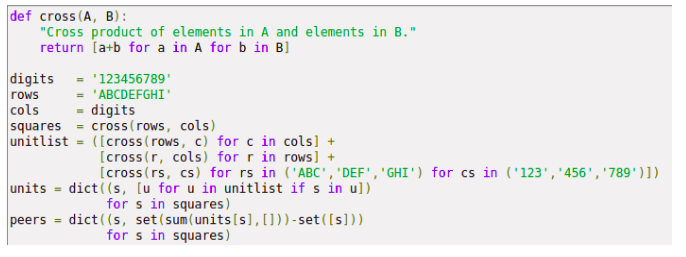 def cross(A, B):
    "Cross product of elements in A and elements in B."
    return [a+b for a in A for b in B]

digits   = '123456789'
rows     = 'ABCDEFGHI'
cols     = digits
squares  = cross(rows, cols)
unitlist = ([cross(rows, c) for c in cols] +
            [cross(r, cols) for r in rows] +
            [cross(rs, cs) for rs in ('ABC','DEF','GHI') for cs in ('123','456','789')])
units = dict((s, [u for u in unitlist if s in u])
             for s in squares)
peers = dict((s, set(sum(units[s],[]))-set([s]))
             for s in squares)